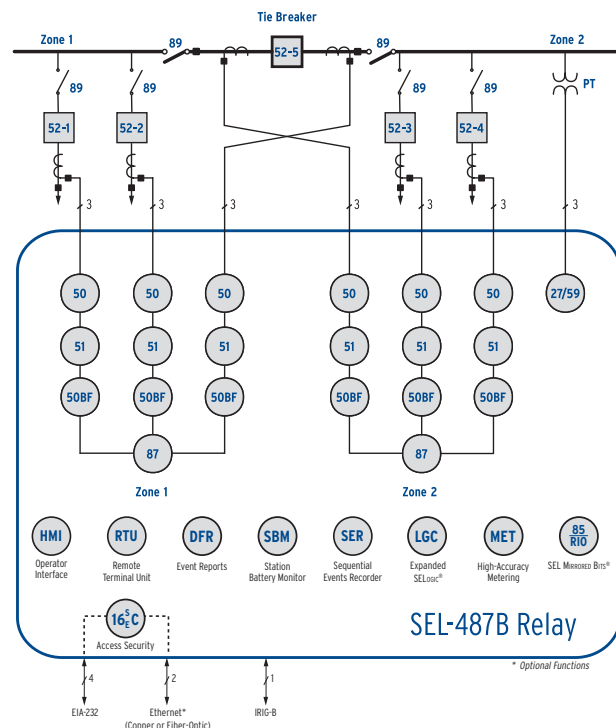 Tie Breaker
Zone 1
89
52-5
89
Zone 2
89
89
89
89
PT
52-1
52-2
52-3
52-4
3
3
3
3
3
3
3
50
50
50
50
50
50
27/59
51
51
51
51
51
51
50BF
50BF
50BF
50BF
50BF
50BF
87
87
Zone 1
Zone 2
HMI
RTU
DFR
SBM
SER
LGC
MET
85
RIO
Operator
Interface
Remote
Terminal Unit
Event Reports
Station
Battery Monitor
Sequential
Events Recorder
Expanded
SELOGIC®
High-Accuracy
Metering
SEL MIRRORED BITS®
16SEC
Access Security
SEL-487B Relay
* Optional Functions
4
2
1
EIA-232
Ethernet*
(Copper or Fiber-Optic)
IRIG-B